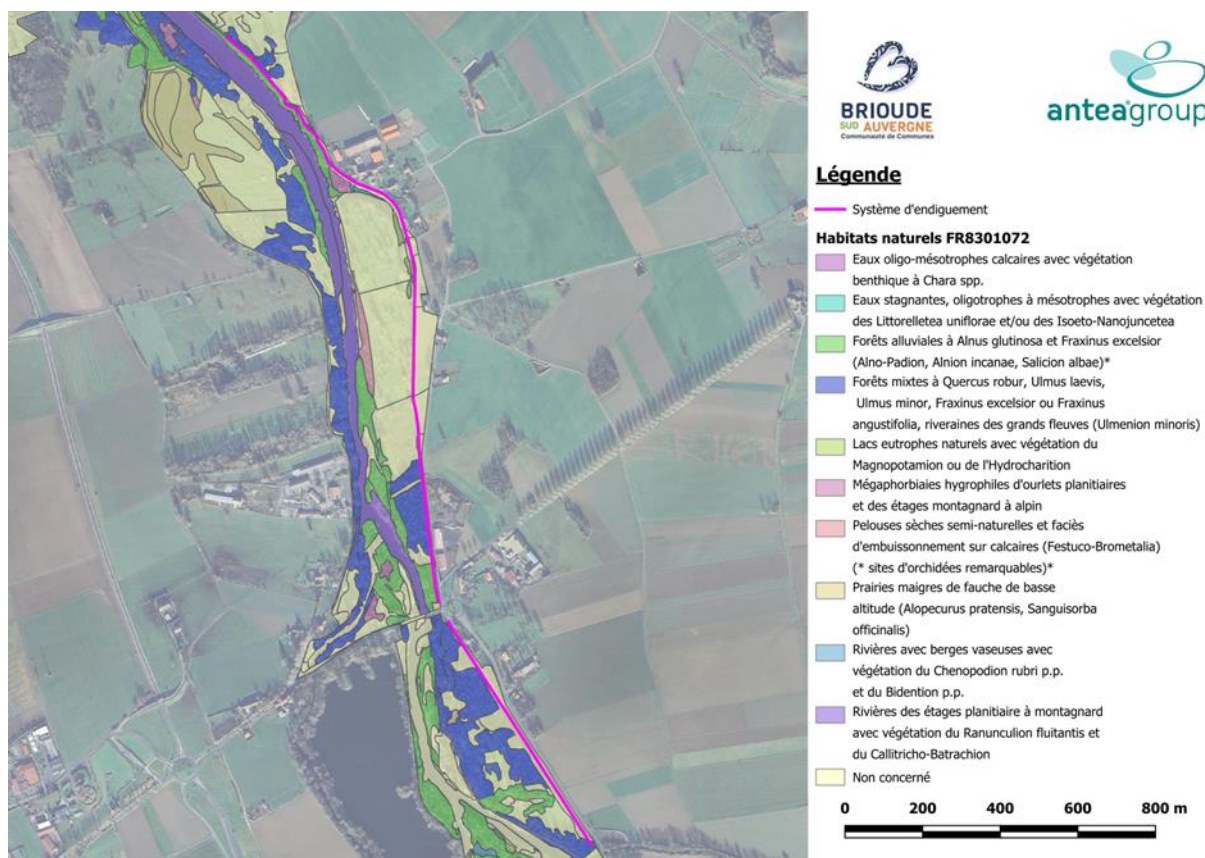 BRIOUDE
SUD AUVERGNE
Communauté de Communes
anteagroup
Légende
Système d'endiguement
Habitats naturels FR8301072
Eaux oligo-mésotrophes calcaires avec végétation
benthique à Chara spp.
Eaux stagnantes, oligotrophes à mésotrophes avec végétation
des Littorelletea uniflorae et/ou des Isoeto-Nanojuncetea
Forêts alluviales à Alnus glutinosa et Fraxinus excelsior
(Alno-Padion, Alnion incanae, Salicion albae)*
Forêts mixtes à Quercus robur, Ulmus laevis,
Ulmus minor, Fraxinus excelsior ou Fraxinus
angustifolia, riveraines des grands fleuves (Ulmenion minoris)
Lacs eutrophes naturels avec végétation du
Magnopotamion ou de l'Hydrocharition
Mégaphorbiaies hygrophiles d'ourlets planitiaires
et des étages montagnard à alpin
Pelouses sèches semi-naturelles et faciès
d'embuissonnement sur calcaires (Festuco-Brometalia)
(* sites d'orchidées remarquables)*
Prairies maigres de fauche de basse
altitude (Alopecurus pratensis, Sanguisorba
officinalis)
Rivières avec berges vaseuses avec
végétation du Chenopodion rubri p.p.
et du Bidention p.p.
Rivières des étages planitiaire à montagnard
avec végétation du Ranunculion fluitantis et
du Callitricho-Batrachion
Non concerné
0 200 400 600 800 m